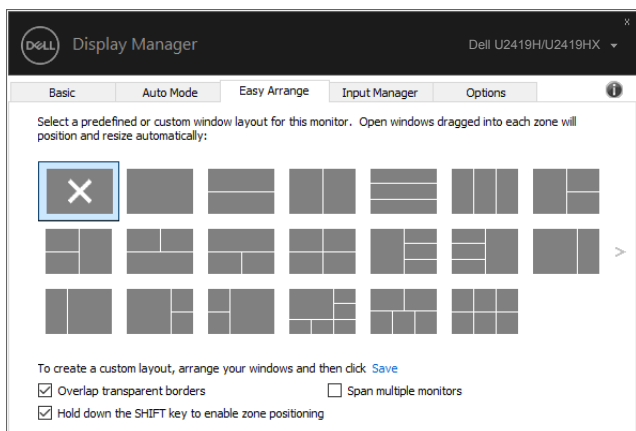 x
DELL Display Manager Dell U2419H/U2419HX
Basic Auto Mode Easy Arrange Input Manager Options
Select a predefined or custom window layout for this monitor. Open windows dragged into each zone will
position and resize automatically:
To create a custom layout, arrange your windows and then click Save
Overlap transparent borders Span multiple monitors
Hold down the SHIFT key to enable zone positioning